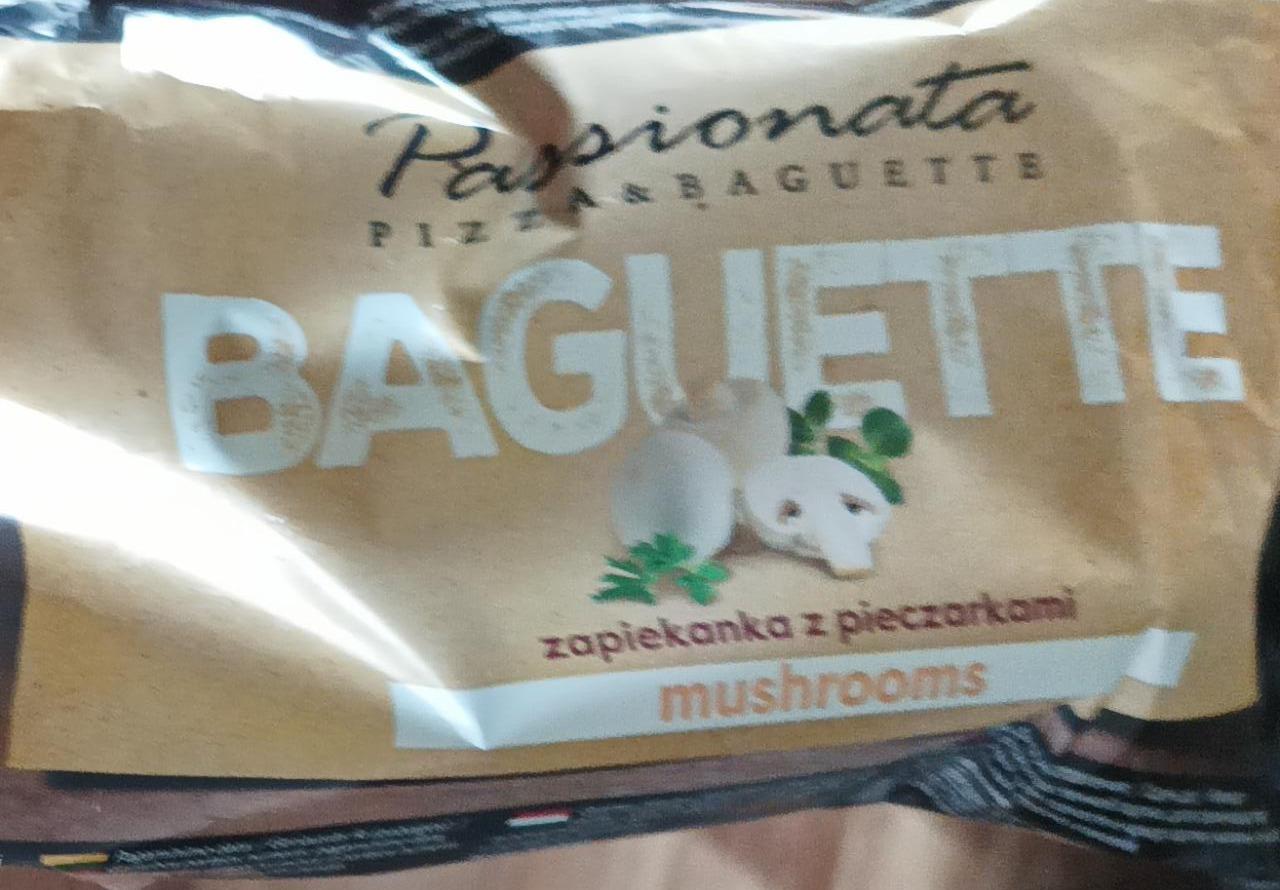 Passionata
PIZZA & BAGUETTE
BAGUETTE
zapiekanka z pieczarkami
mushrooms